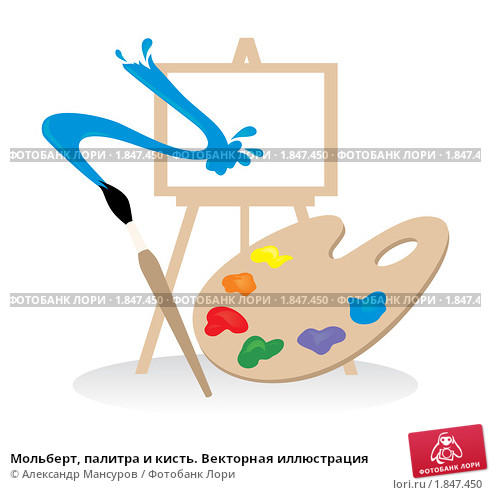 ФОТОБАНК ЛОРИ · 1.847.450 · ФОТОБАНК ЛОРИ · 1.847.450 · ФОТОБАНК ЛОРИ · 1.847.4
ФОТОБАНК ЛОРИ · 1.847.450 · ФОТОБАНК ЛОРИ · 1.847.450 · ФОТОБАНК ЛОРИ · 1.847.4
Мольберт, палитра и кисть. Векторная иллюстрация
© Александр Мансуров / Фотобанк Лори
ФОТОБАНК ЛОРИ
lori.ru / 1.847.450